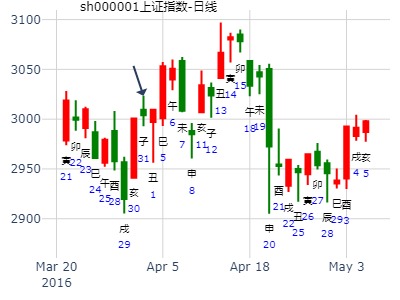 sh000001上证指数-日线
3100
3050
3000
2950
2900
寅
21
卯
22
辰
23
巳
24
午
25
酉
28
戌
29
亥
30
子
31
丑
1
巳
5
午
6
未
7
申
8
亥
11
子
12
丑
13
寅
14
卯
15
午
18
未
19
申
20
酉
21
戌
22
丑
25
寅
26
卯
27
辰
28
巳
29
酉
3
戌
4
亥
5
Mar 20
2016
Apr 5
Apr 18
May 3